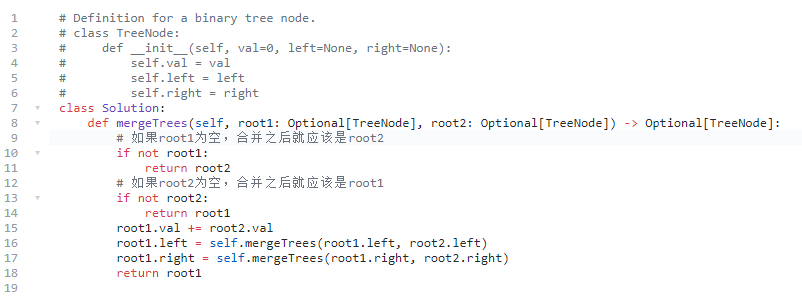 1 # Definition for a binary tree node.
2 # class TreeNode:
3 #     def __init__(self, val=0, left=None, right=None):
4 #         self.val = val
5 #         self.left = left
6 #         self.right = right
7 class Solution:
8     def mergeTrees(self, root1: Optional[TreeNode], root2: Optional[TreeNode]) -> Optional[TreeNode]:
9         # 如果root1为空，合并之后就应该是root2
10         if not root1:
11             return root2
12         # 如果root2为空，合并之后就应该是root1
13         if not root2:
14             return root1
15         root1.val += root2.val
16         root1.left = self.mergeTrees(root1.left, root2.left)
17         root1.right = self.mergeTrees(root1.right, root2.right)
18         return root1
19